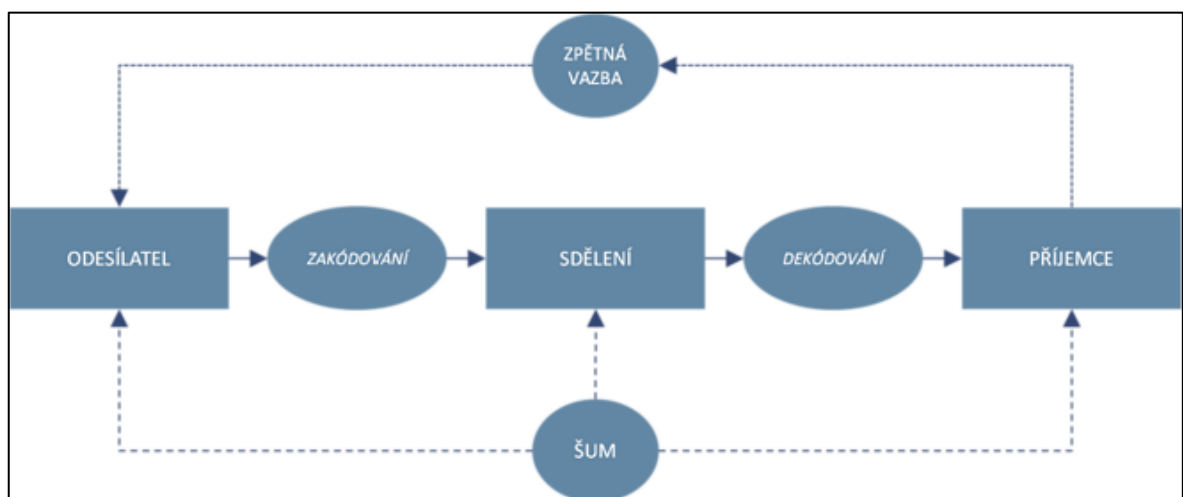 ZPĚTNÁ
VAZBA
ODESÍLATEL
ZAKÓDOVÁNÍ
SDĚLENÍ
DEKÓDOVÁNÍ
PŘÍJEMCE
ŠUM